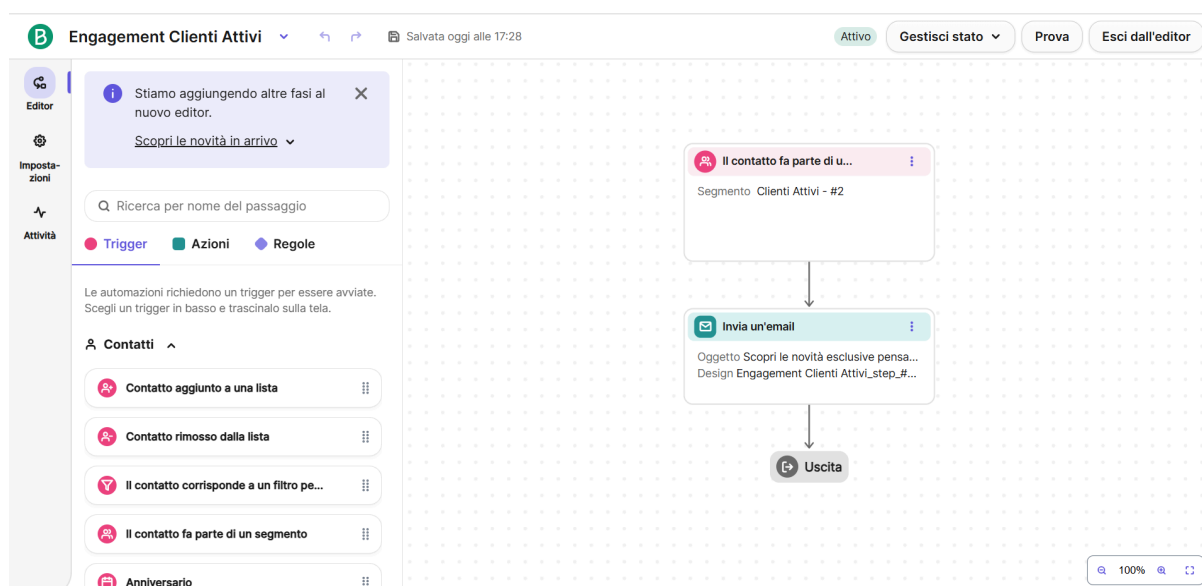 B
Engagement Clienti Attivi
Salvata oggi alle 17:28
Attivo
Gestisci stato
Prova
Esci dall'editor
Editor
Imposta-
zioni
Attività
i
Stiamo aggiungendo altre fasi al
nuovo editor.
Scopri le novità in arrivo
Ricerca per nome del passaggio
Trigger
Azioni
Regole
Le automazioni richiedono un trigger per essere avviate.
Scegli un trigger in basso e trascinalo sulla tela.
Contatti
Contatto aggiunto a una lista
Contatto rimosso dalla lista
Il contatto corrisponde a un filtro pe...
Il contatto fa parte di un segmento
Anniversario
Il contatto fa parte di u...
Segmento Clienti Attivi - #2
Invia un'email
Oggetto Scopri le novità esclusive pensa...
Design Engagement Clienti Attivi_step_#...
Uscita
100%